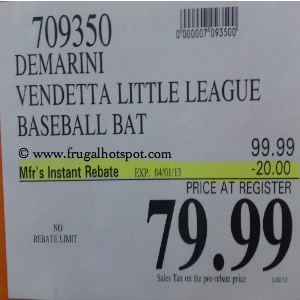 709350
0000007093500
DEMARINI
VENDETTA LITTLE LEAGUE
BASEBALL BAT
99.99
© www.frugalhotspot.com
Mfr's Instant Rebate EXP. 04/01/13 -20.00
PRICE AT REGISTER
79.99
NO
REBATE LIMIT
Sales Tax on the pre-rebate price